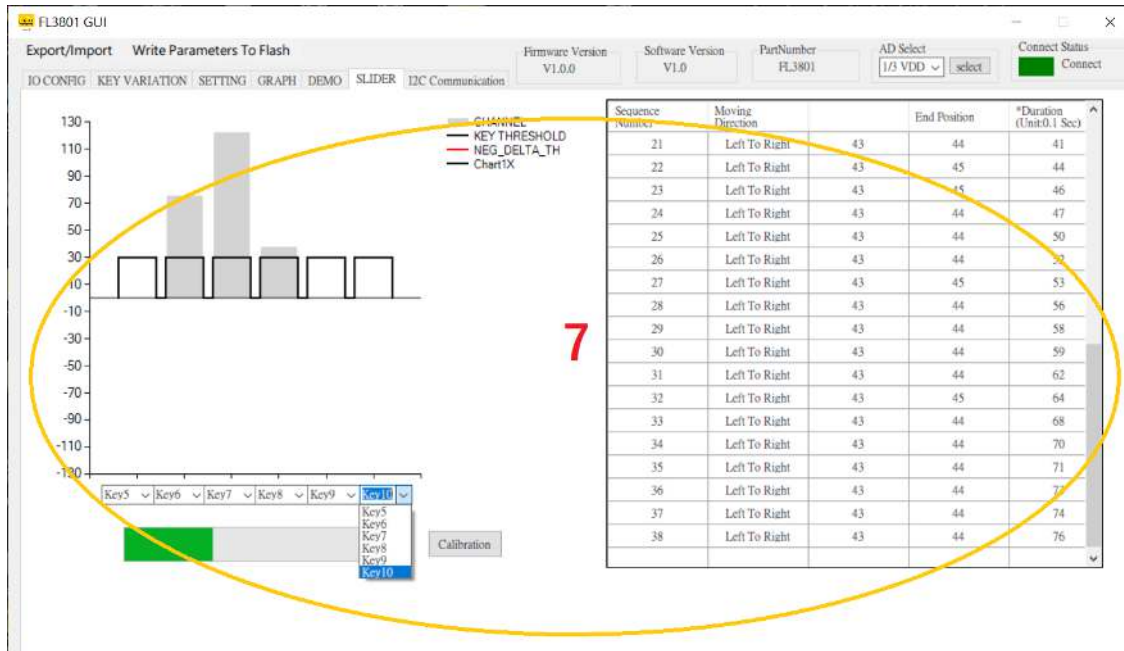 FL3801 GUI
Export/Import Write Parameters To Flash
Firmware Version
V1.0.0
Software Version
V1.0
PartNumber
FL3801
AD Select
1/3 VDD select
Connect Status
Connect
IO CONFIG KEY VARIATION SETTING GRAPH DEMO SLIDER I2C Communication
CHANNEL
KEY THRESHOLD
NEG_DELTA_TH
Chart1X
130
110
90
70
50
30
10
-10
-30
-50
-70
-90
-110
-130
Key5 Key6 Key7 Key8 Key9 Key10
Key5
Key6
Key7
Key8
Key9
Key10
Calibration
7
Sequence Number Moving Direction End Position *Duration (Unit:0.1 Sec)
21 Left To Right 43 44 41
22 Left To Right 43 45 44
23 Left To Right 43 45 46
24 Left To Right 43 44 47
25 Left To Right 43 44 50
26 Left To Right 43 44
27 Left To Right 43 45 53
28 Left To Right 43 44 56
29 Left To Right 43 44 58
30 Left To Right 43 44 59
31 Left To Right 43 44 62
32 Left To Right 43 45 64
33 Left To Right 43 44 68
34 Left To Right 43 44 70
35 Left To Right 43 44 71
36 Left To Right 43 44
37 Left To Right 43 44 74
38 Left To Right 43 44 76